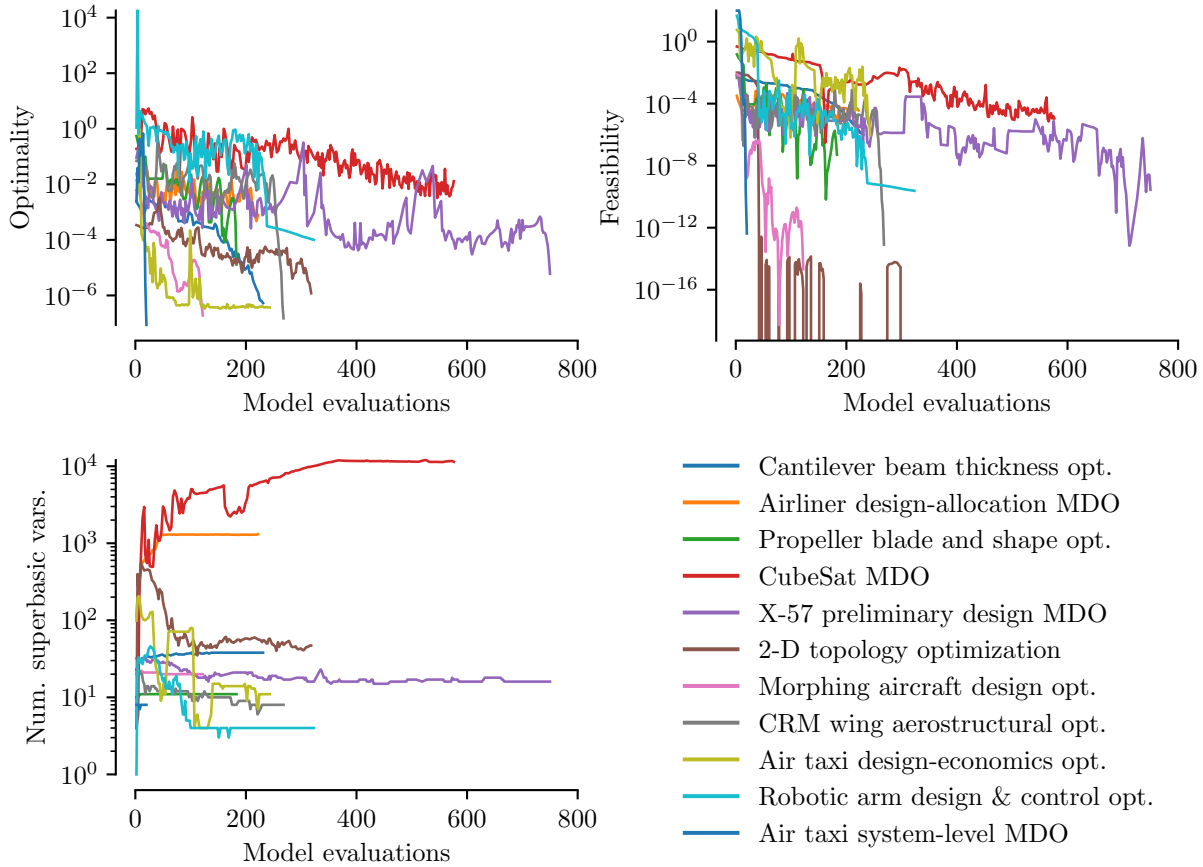 Optimality
10^4
10^2
10^0
10^−2
10^−4
10^−6
0 200 400 600 800
Model evaluations
Feasibility
10^0
10^−4
10^−8
10^−12
10^−16
0 200 400 600 800
Model evaluations
Num. superbasic vars.
10^4
10^3
10^2
10^1
10^0
0 200 400 600 800
Model evaluations
Cantilever beam thickness opt.
Airliner design-allocation MDO
Propeller blade and shape opt.
CubeSat MDO
X-57 preliminary design MDO
2-D topology optimization
Morphing aircraft design opt.
CRM wing aerostructural opt.
Air taxi design-economics opt.
Robotic arm design & control opt.
Air taxi system-level MDO